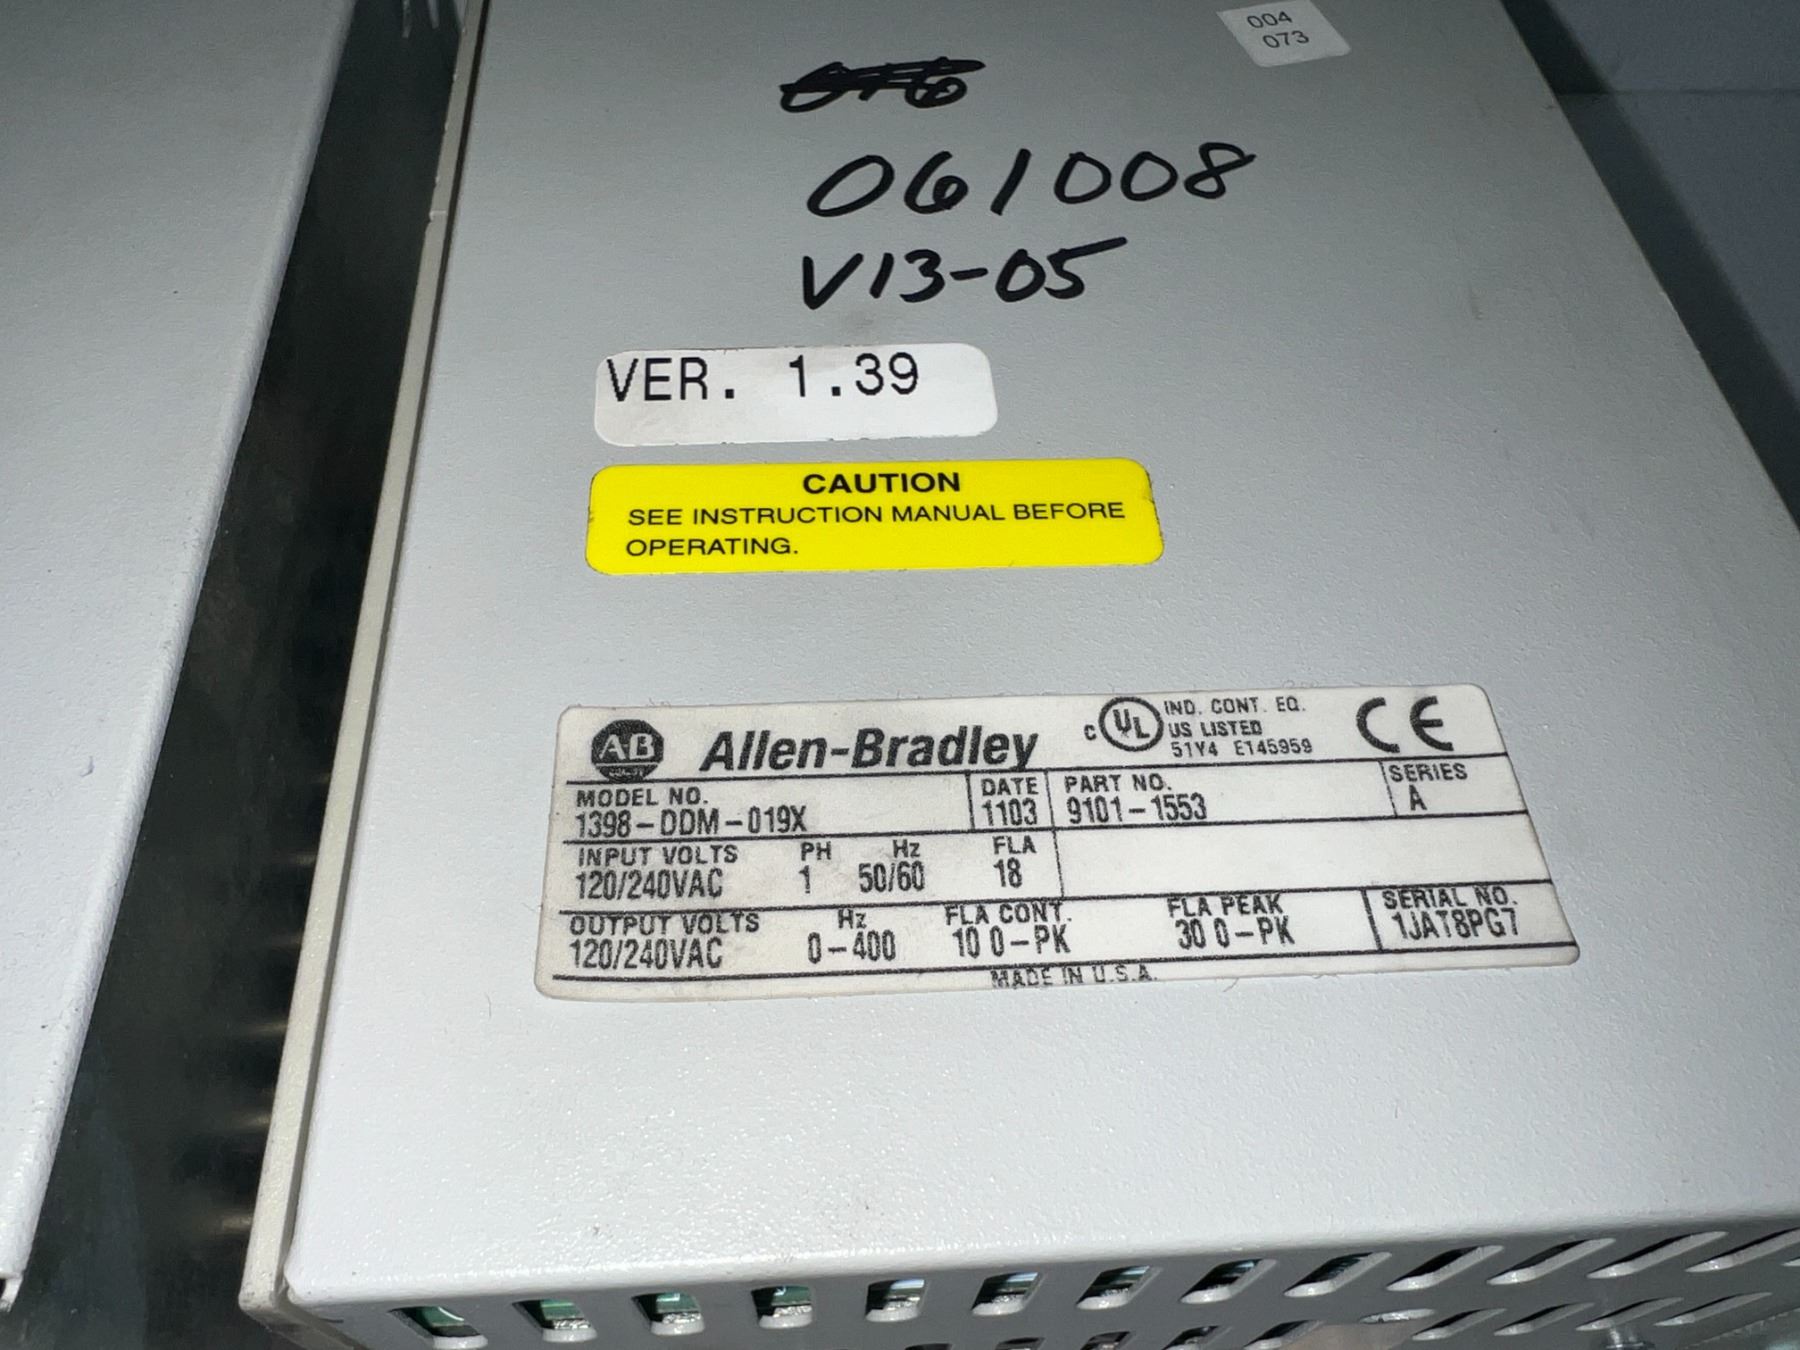 004
073
061008
V13-05
VER. 1.39
CAUTION
SEE INSTRUCTION MANUAL BEFORE
OPERATING.
A-B Allen-Bradley
C UL US IND. CONT. EQ.
LISTED
51Y4 E145959
CE
MODEL NO. DATE PART NO. SERIES
1398-DDM-019X 1103 9101-1553 A
INPUT VOLTS PH Hz FLA
120/240VAC 1 50/60 18
OUTPUT VOLTS Hz FLA CONT. FLA PEAK SERIAL NO.
120/240VAC 0-400 10 0-PK 30 0-PK 1JAT8PG7
MADE IN U.S.A.